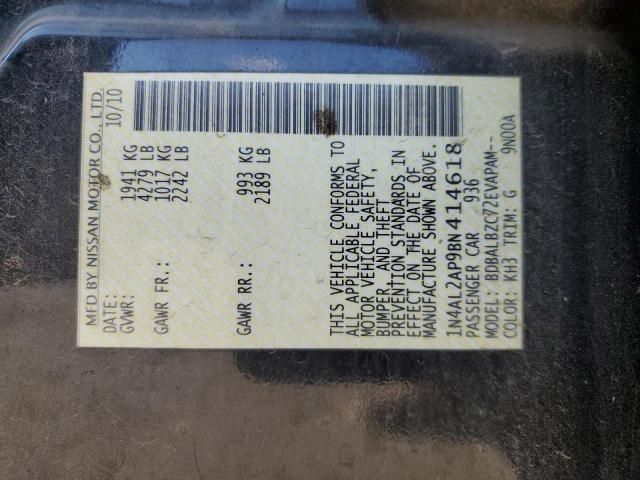 MFD BY NISSAN MOTOR CO., LTD.
DATE: 10/10
GVWR: 1941 KG
4279 LB
GAWR FR.: 1017 KG
2242 LB
GAWR RR.: 993 KG
2189 LB
THIS VEHICLE CONFORMS TO
ALL APPLICABLE FEDERAL
MOTOR VEHICLE SAFETY,
BUMPER, AND THEFT
PREVENTION STANDARDS IN
EFFECT ON THE DATE OF
MANUFACTURE SHOWN ABOVE.
1N4AL2AP9BN414618
PASSENGER CAR 936
MODEL: BDBALBZC72EVAPAM--
COLOR: KH3 TRIM: G 9N00A